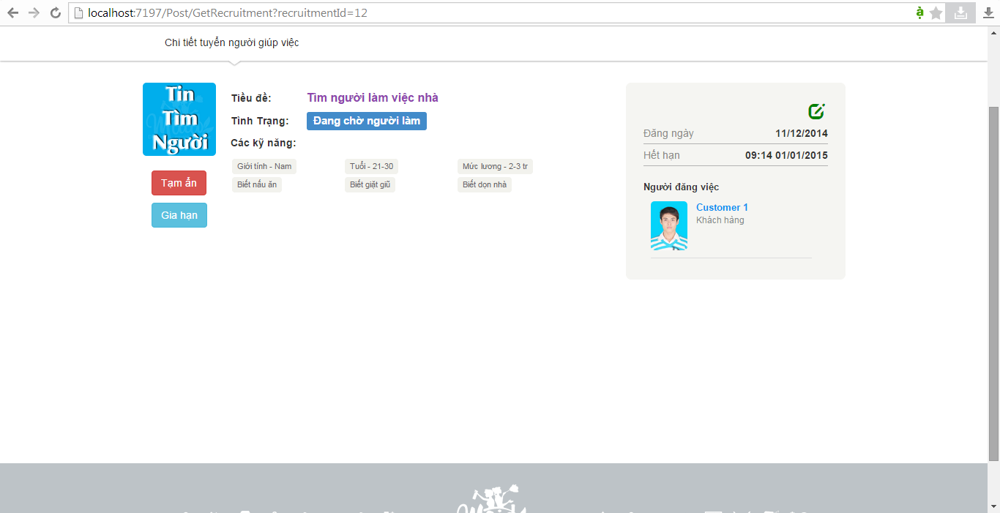 localhost:7197/Post/GetRecruitment?recruitmentId=12
Chi tiết tuyển người giúp việc
Tin
Tìm
Người
Tạm ẩn
Gia hạn
Tiêu đề: Tìm người làm việc nhà
Tình Trạng: Đang chờ người làm
Các kỹ năng:
Giới tính - Nam Tuổi - 21-30 Mức lương - 2-3 tr
Biết nấu ăn Biết giặt giũ Biết dọn nhà
Đăng ngày 11/12/2014
Hết hạn 09:14 01/01/2015
Người đăng việc
Customer 1
Khách hàng